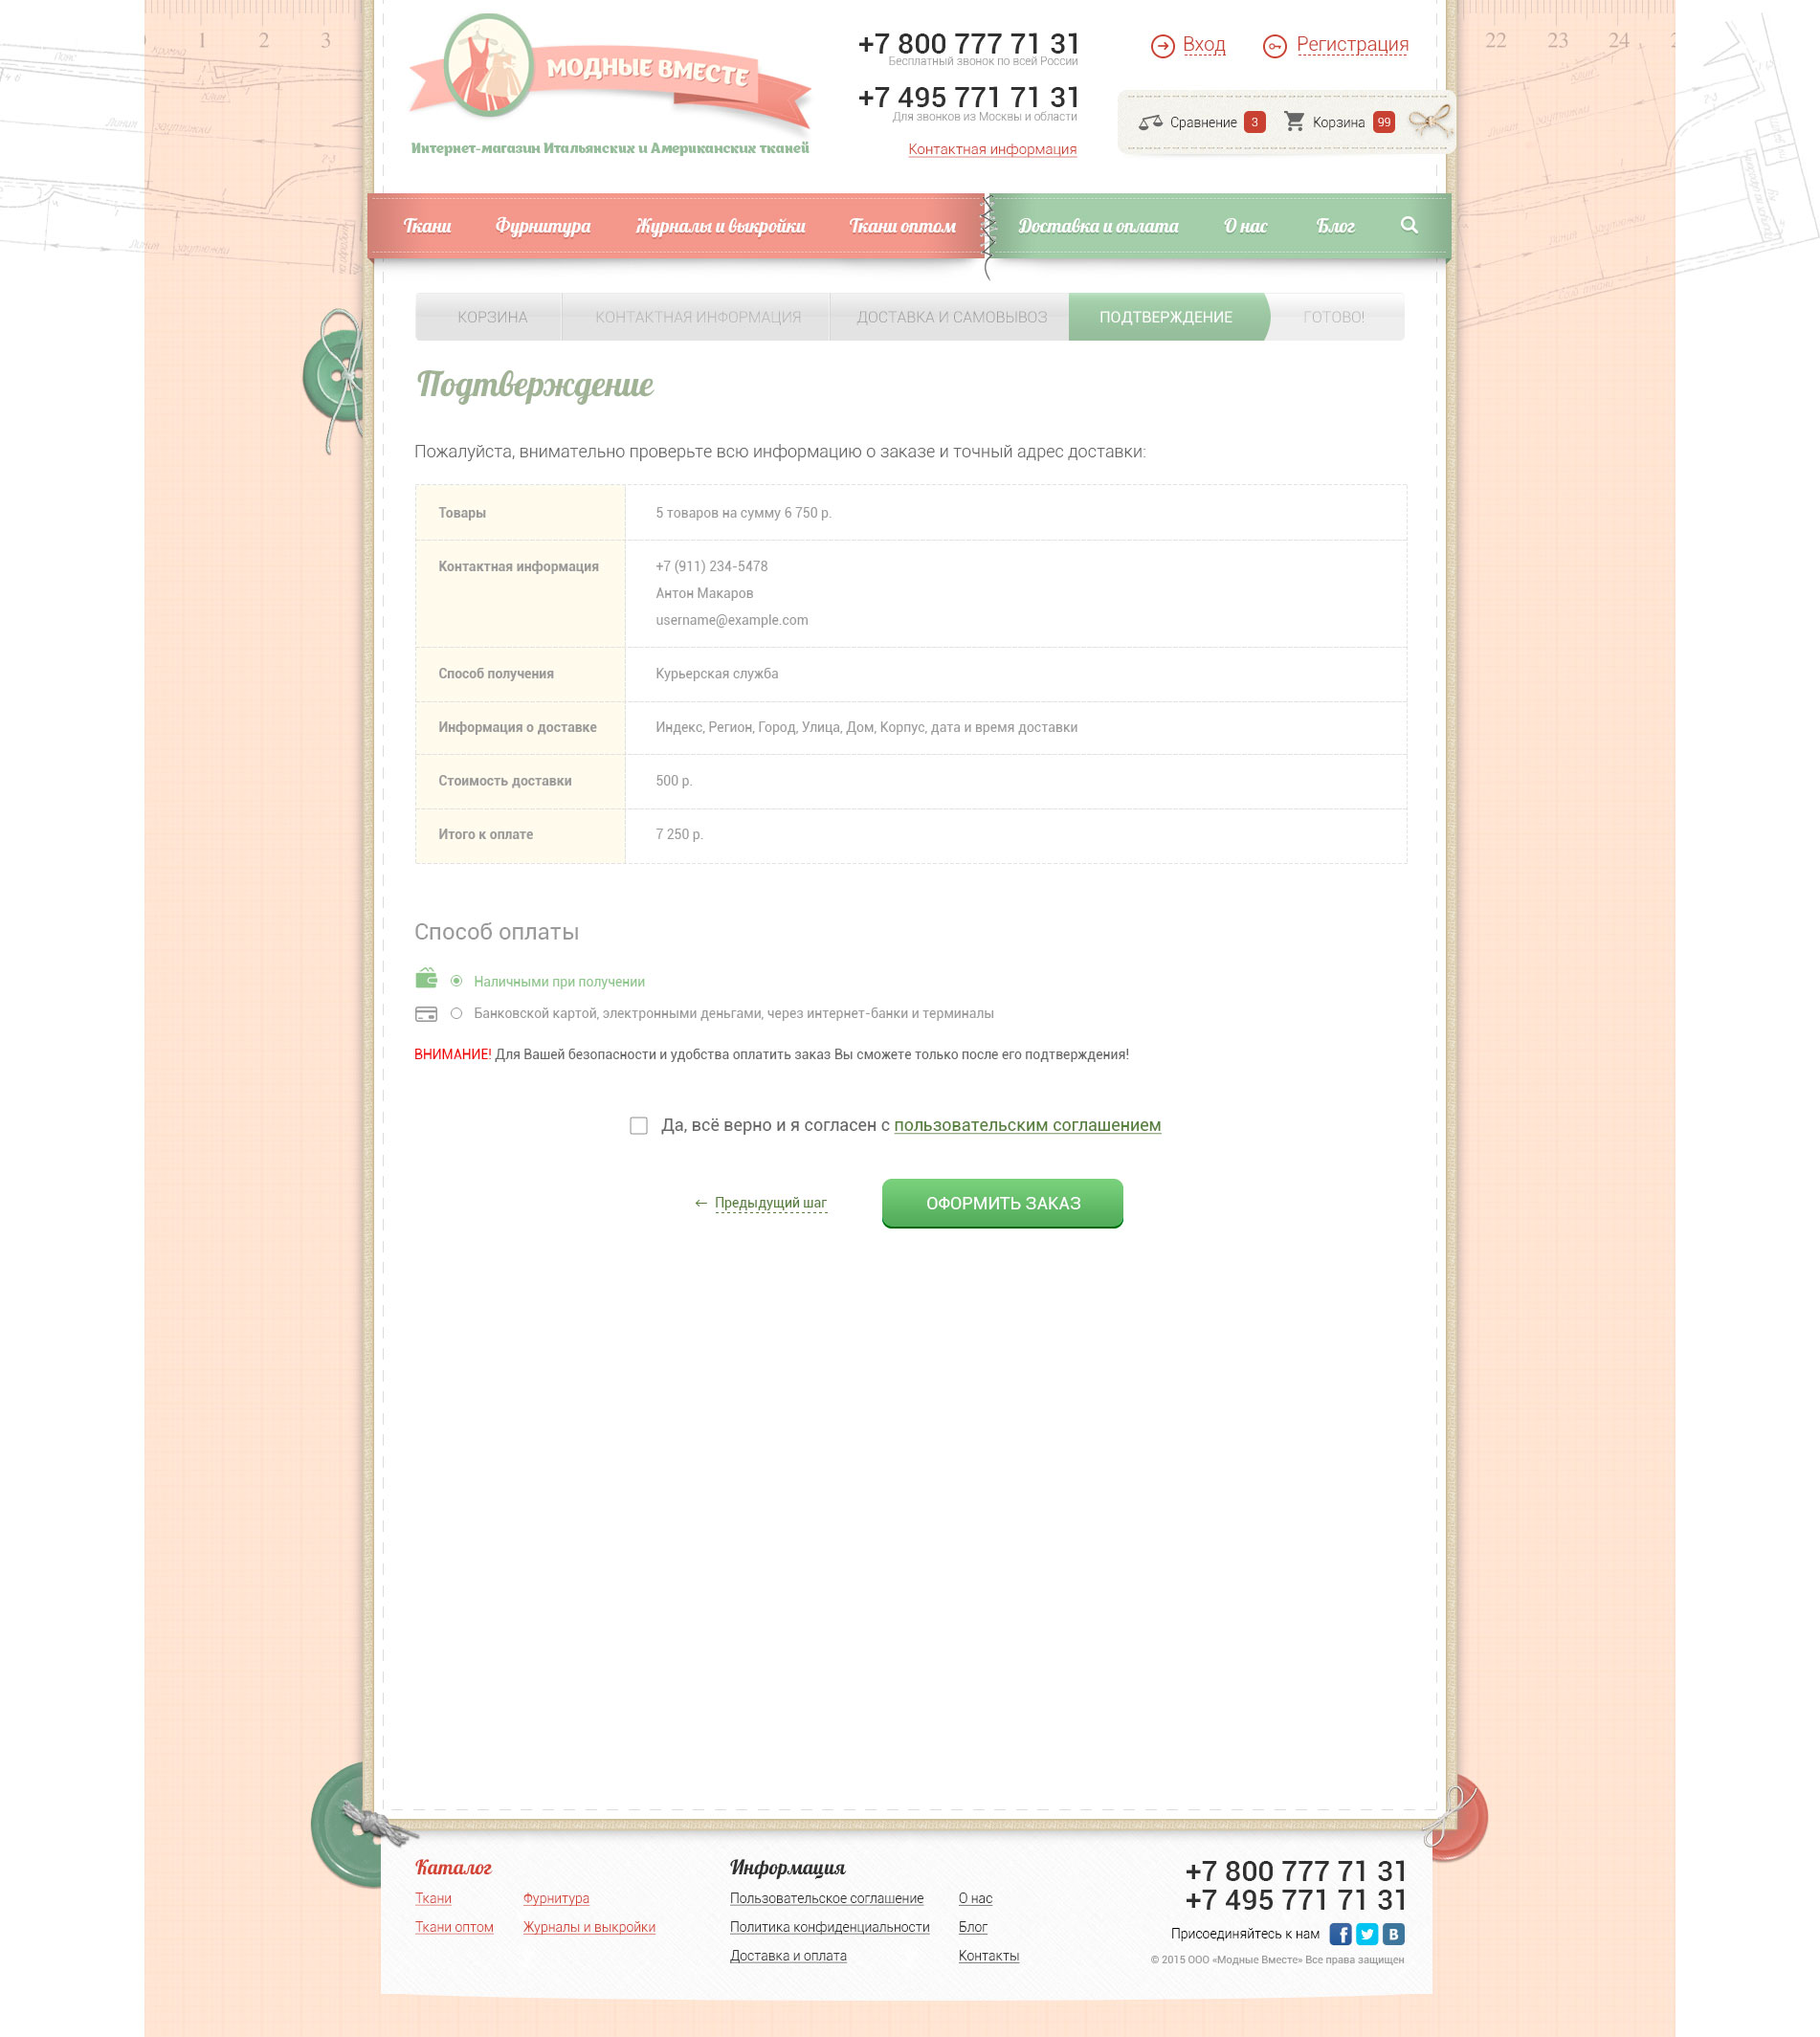 1 2 3
22 23 24
МОДНЫЕ ВМЕСТЕ
Интернет-магазин Итальянских и Американских тканей
+7 800 777 71 31
Бесплатный звонок по всей России
+7 495 771 71 31
Для звонков из Москвы и области
Контактная информация
Вход Регистрация
Сравнение 3 Корзина 99
Ткани Фурнитура Журналы и выкройки Ткани оптом Доставка и оплата О нас Блог
КОРЗИНА КОНТАКТНАЯ ИНФОРМАЦИЯ ДОСТАВКА И САМОВЫВОЗ ПОДТВЕРЖДЕНИЕ ГОТОВО!
Подтверждение
Пожалуйста, внимательно проверьте всю информацию о заказе и точный адрес доставки:
Товары 5 товаров на сумму 6 750 р.
Контактная информация +7 (911) 234-5478
Антон Макаров
username@example.com
Способ получения Курьерская служба
Информация о доставке Индекс, Регион, Город, Улица, Дом, Корпус, дата и время доставки
Стоимость доставки 500 р.
Итого к оплате 7 250 р.
Способ оплаты
Наличными при получении
Банковской картой, электронными деньгами, через интернет-банки и терминалы
ВНИМАНИЕ! Для Вашей безопасности и удобства оплатить заказ Вы сможете только после его подтверждения!
Да, всё верно и я согласен с пользовательским соглашением
← Предыдущий шаг ОФОРМИТЬ ЗАКАЗ
Каталог
Ткани Фурнитура
Ткани оптом Журналы и выкройки
Информация
Пользовательское соглашение О нас
Политика конфиденциальности Блог
Доставка и оплата Контакты
+7 800 777 71 31
+7 495 771 71 31
Присоединяйтесь к нам
© 2015 ООО «Модные Вместе» Все права защищен